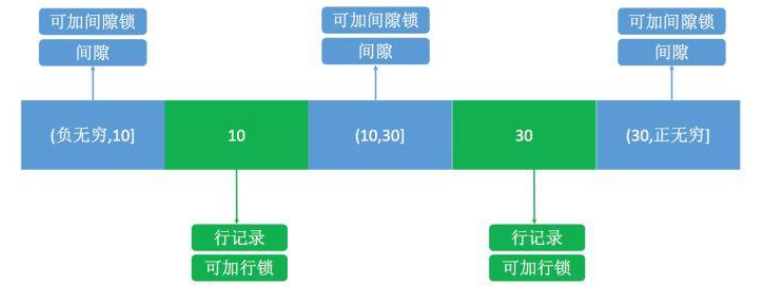 可加间隙锁
间隙
可加间隙锁
间隙
可加间隙锁
间隙
(负无穷,10]
10
(10,30]
30
(30,正无穷]
行记录
可加行锁
行记录
可加行锁